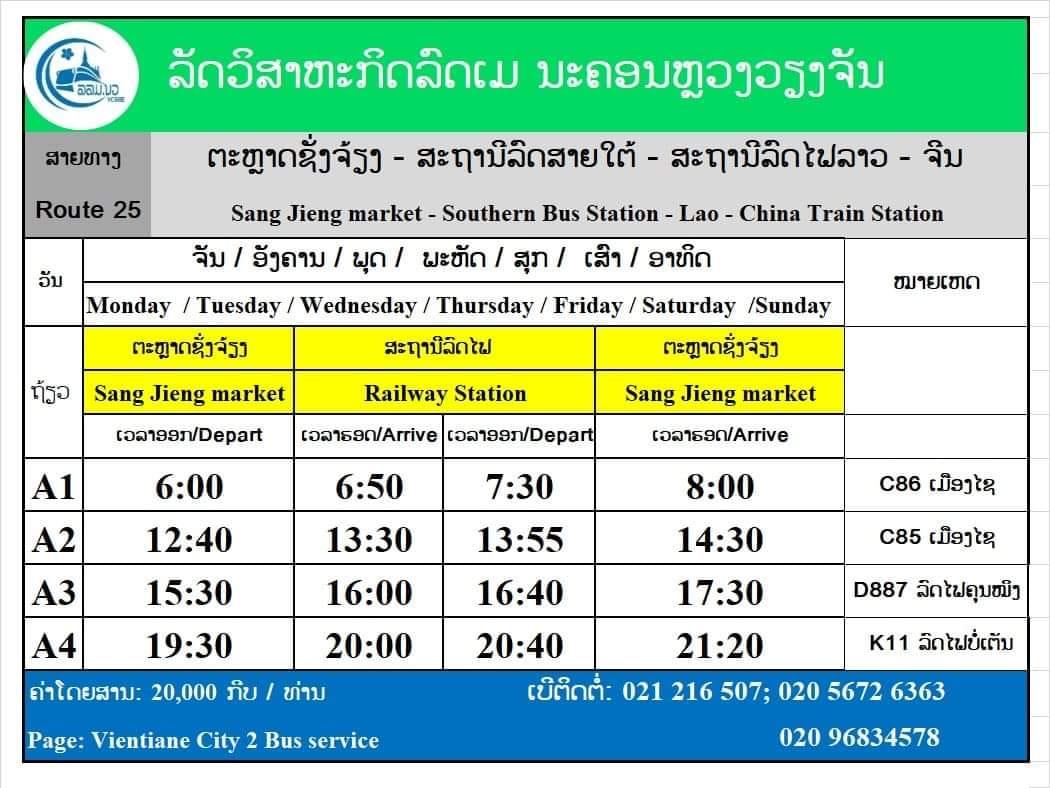 ລລມ.ນວ
VCSBE
ລັດວິສາຫະກິດລົດເມ ນະຄອນຫຼວງວຽງຈັນ
ສາຍທາງ
Route 25
ຕະຫຼາດຊັ່ງຈ້ຽງ - ສະຖານີລົດສາຍໃຕ້ - ສະຖານີລົດໄຟລາວ - ຈີນ
Sang Jieng market - Southern Bus Station - Lao - China Train Station
ວັນ
ຈັນ / ອັງຄານ / ພຸດ / ພະຫັດ / ສຸກ / ເສົາ / ອາທິດ
Monday / Tuesday / Wednesday / Thursday / Friday / Saturday /Sunday
ໝາຍເຫດ
ຖ້ຽວ
ຕະຫຼາດຊັ່ງຈ້ຽງ ສະຖານີລົດໄຟ ຕະຫຼາດຊັ່ງຈ້ຽງ
Sang Jieng market Railway Station Sang Jieng market
ເວລາອອກ/Depart ເວລາຮອດ/Arrive ເວລາອອກ/Depart ເວລາຮອດ/Arrive
A1 6:00 6:50 7:30 8:00 C86 ເມືອງໄຊ
A2 12:40 13:30 13:55 14:30 C85 ເມືອງໄຊ
A3 15:30 16:00 16:40 17:30 D887 ລົດໄຟຄຸນໝິງ
A4 19:30 20:00 20:40 21:20 K11 ລົດໄຟບໍ່ເຕັນ
ຄ່າໂດຍສານ: 20,000 ກີບ / ທ່ານ
ເບີຕິດຕໍ່: 021 216 507; 020 5672 6363
Page: Vientiane City 2 Bus service
020 96834578